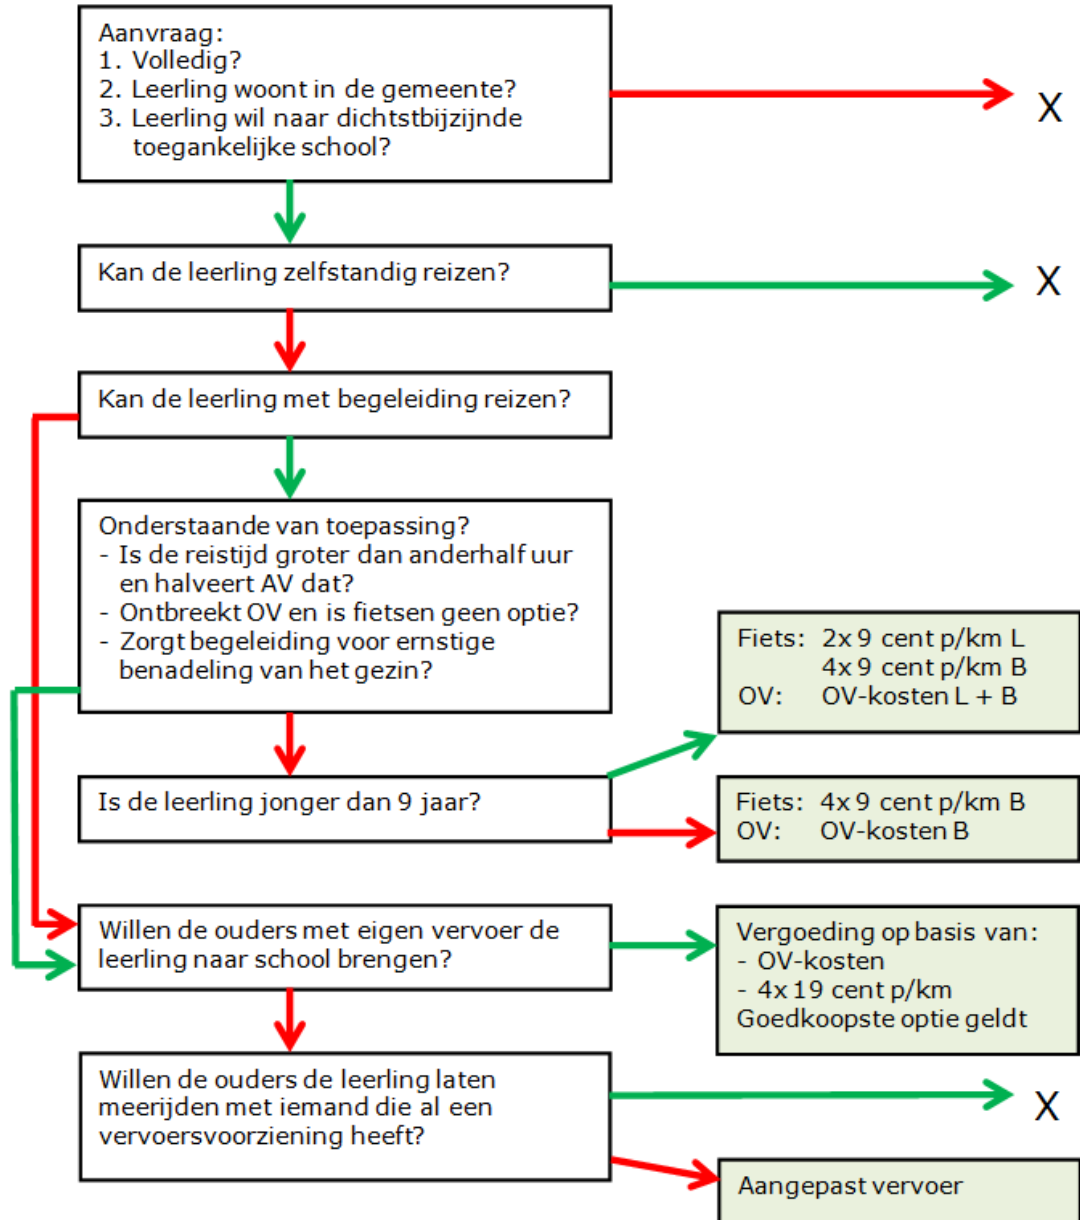 Aanvraag:
1. Volledig?
2. Leerling woont in de gemeente?
3. Leerling wil naar dichtstbijzijnde
toegankelijke school?
X
Kan de leerling zelfstandig reizen?
X
Kan de leerling met begeleiding reizen?
Onderstaande van toepassing?
- Is de reistijd groter dan anderhalf uur
en halveert AV dat?
- Ontbreekt OV en is fietsen geen optie?
- Zorgt begeleiding voor ernstige
benadeling van het gezin?
Fiets: 2x 9 cent p/km L
4x 9 cent p/km B
OV: OV-kosten L + B
Is de leerling jonger dan 9 jaar?
Fiets: 4x 9 cent p/km B
OV: OV-kosten B
Willen de ouders met eigen vervoer de
leerling naar school brengen?
Vergoeding op basis van:
- OV-kosten
- 4x 19 cent p/km
Goedkoopste optie geldt
Willen de ouders de leerling laten
meerijden met iemand die al een
vervoersvoorziening heeft?
X
Aangepast vervoer